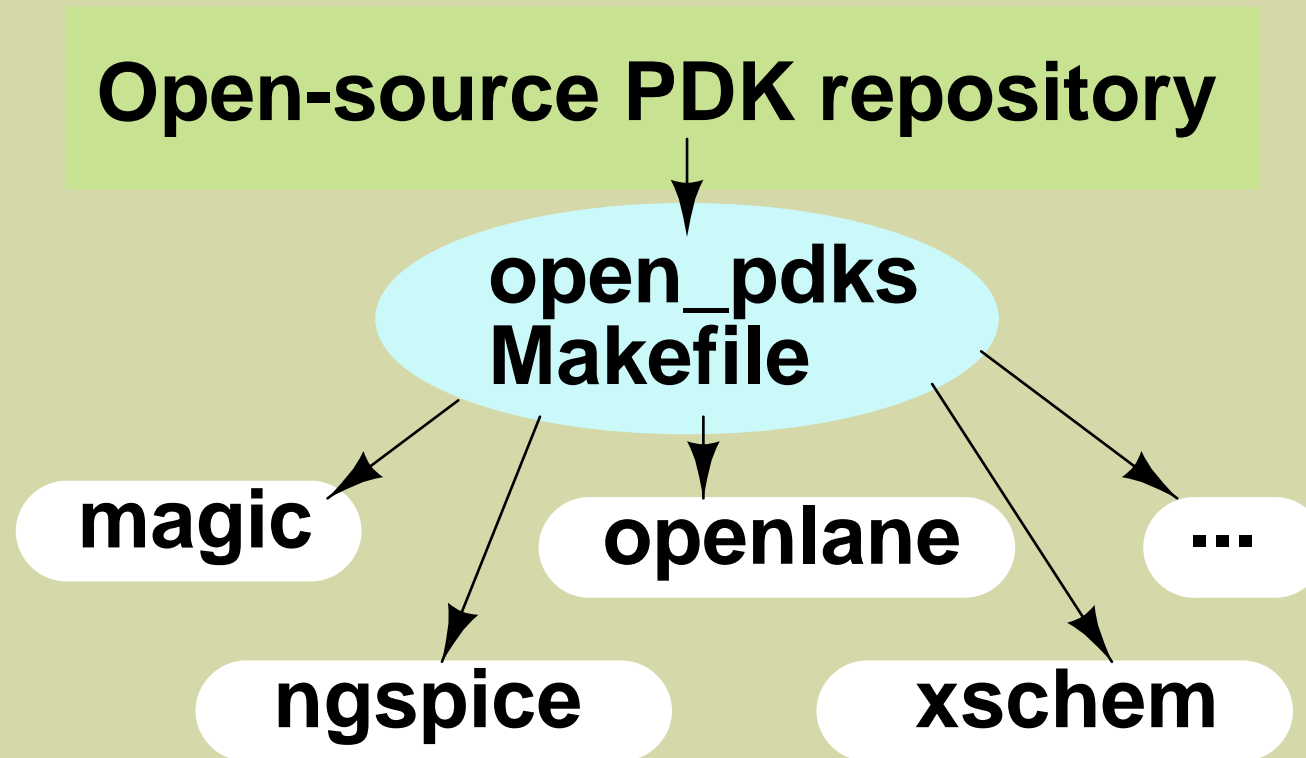 Open-source PDK repository
open_pdks
Makefile
magic
openlane
...
ngspice
xschem